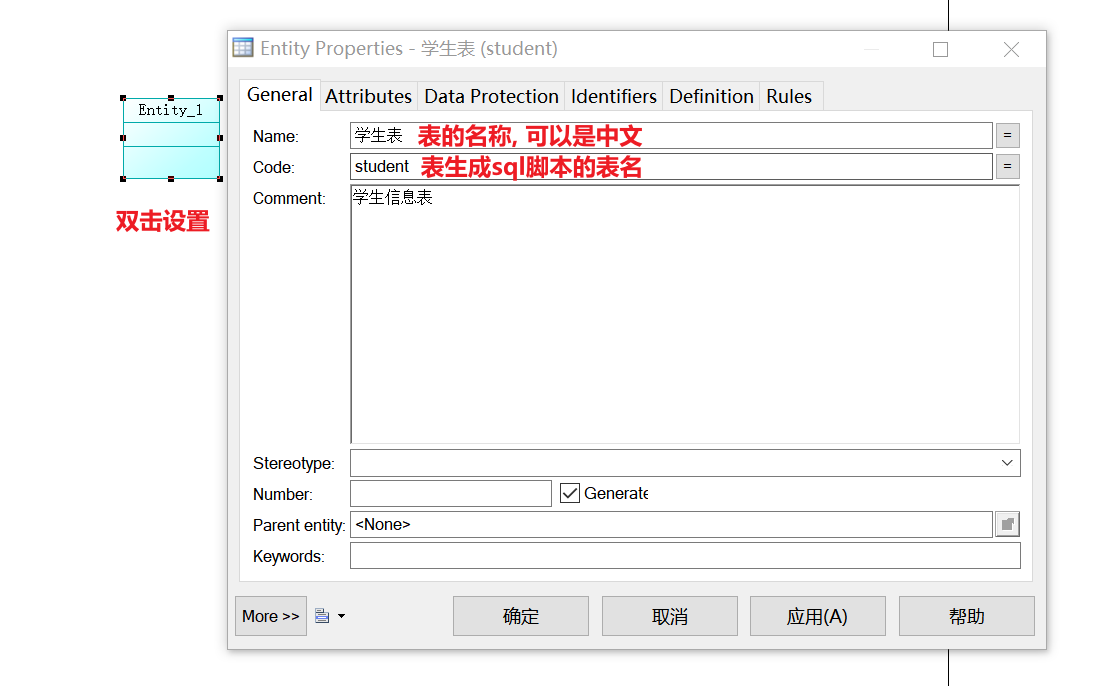 Entity Properties - 学生表 (student)
Entity_1
双击设置
General Attributes Data Protection Identifiers Definition Rules
Name: 学生表 表的名称, 可以是中文 =
Code: student 表生成sql脚本的表名 =
Comment: 学生信息表
Stereotype:
Number: Generate
Parent entity: <None>
Keywords:
More >> 确定 取消 应用(A) 帮助